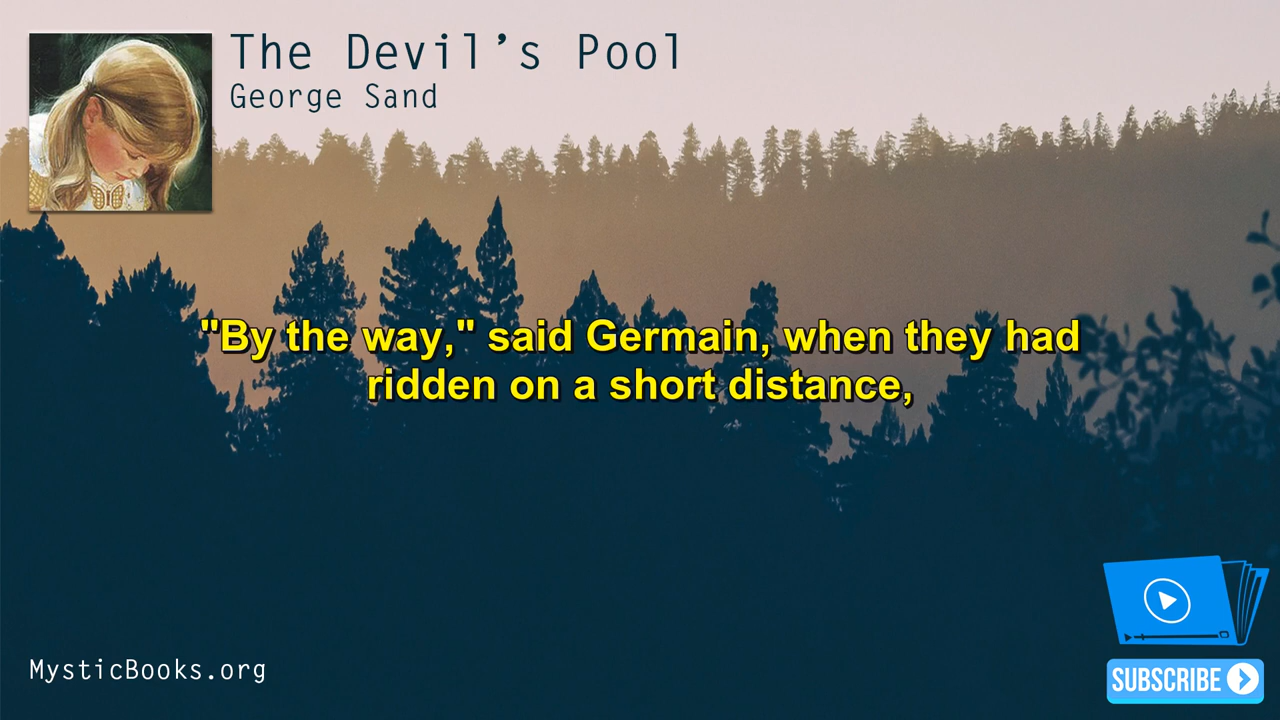 The Devil's Pool
George Sand
"By the way," said Germain, when they had
ridden on a short distance,
MysticBooks.org
SUBSCRIBE